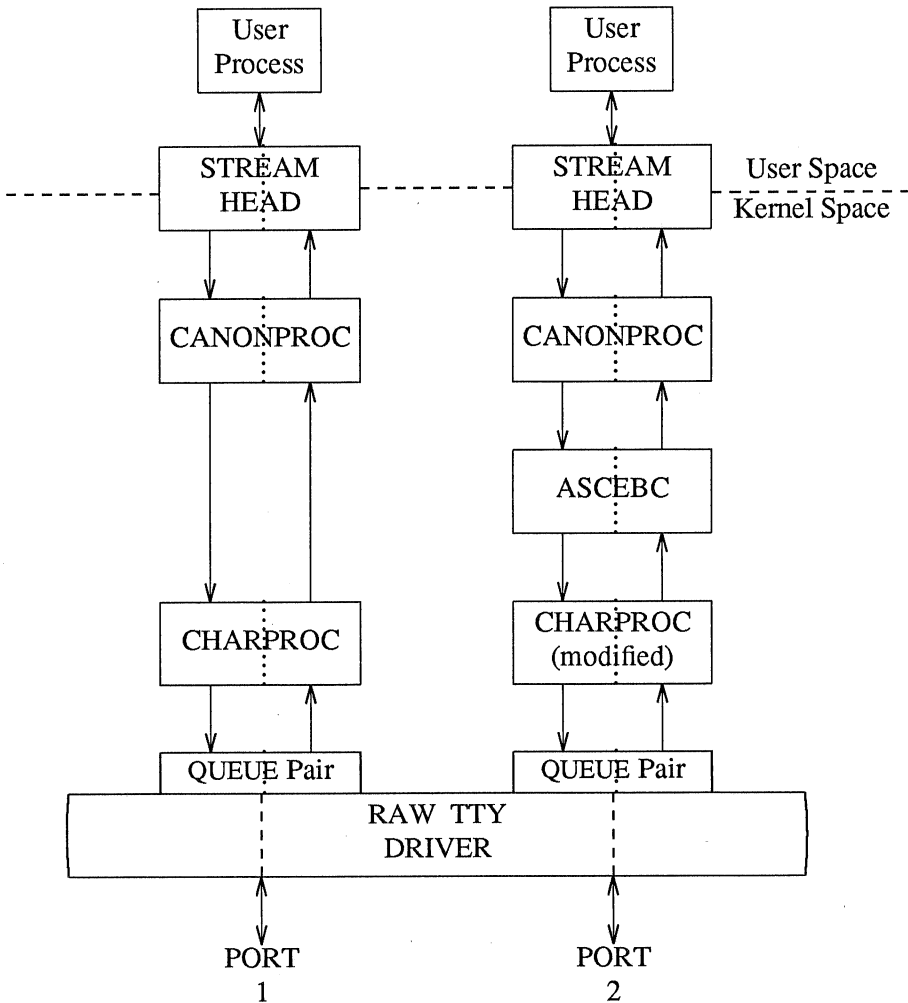 User
Process
User
Process
STREAM
HEAD
STREAM
HEAD
User Space
Kernel Space
CANONPROC
CANONPROC
ASCEBC
CHARPROC
CHARPROC
(modified)
QUEUE Pair
QUEUE Pair
RAW TTY
DRIVER
PORT
1
PORT
2